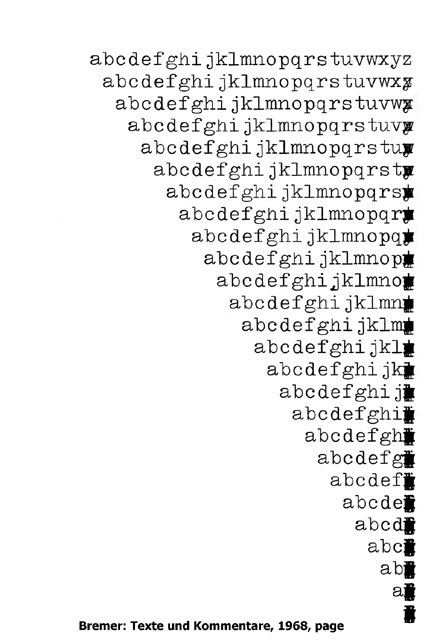 abcdefghijklmnopqrstuvwxyz
abcdefghijklmnopqrstuvwx
abcdefghijklmnopqrstuvw
abcdefghijklmnopqrstuv
abcdefghijklmnopqrstu
abcdefghijklmnopqrst
abcdefghijklmnopqrs
abcdefghijklmnopqr
abcdefghijklmnopq
abcdefghijklmnop
abcdefghijklmno
abcdefghijklmn
abcdefghijklm
abcdefghijkl
abcdefghijk
abcdefghij
abcdefghi
abcdefgh
abcdefg
abcdef
abcde
abcd
abc
ab
a
Bremer: Texte und Kommentare, 1968, page